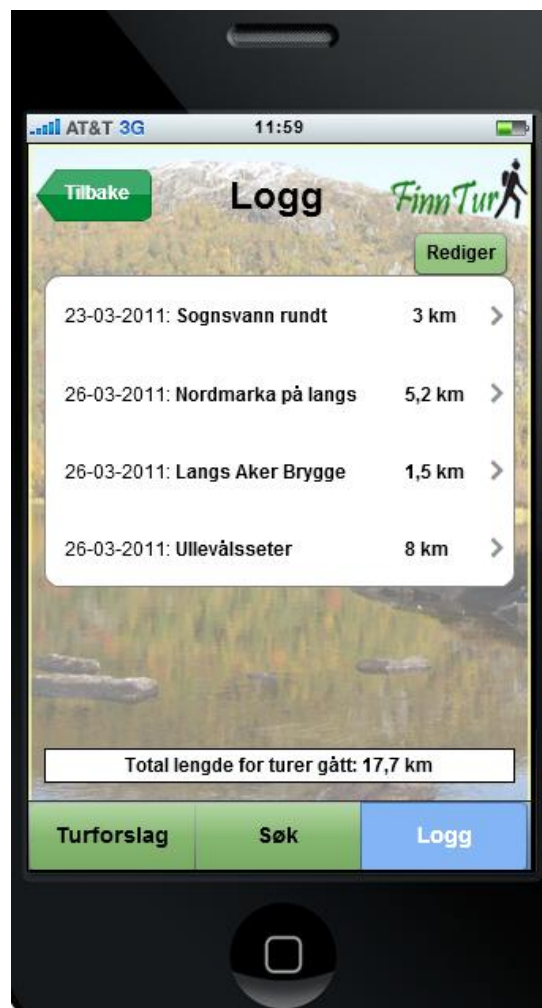 AT&T 3G 11:59
Tilbake Logg FinnTur
Rediger
23-03-2011: Sognsvann rundt 3 km
26-03-2011: Nordmarka på langs 5,2 km
26-03-2011: Langs Aker Brygge 1,5 km
26-03-2011: Ullevålsseter 8 km
Total lengde for turer gått: 17,7 km
Turforslag Søk Logg